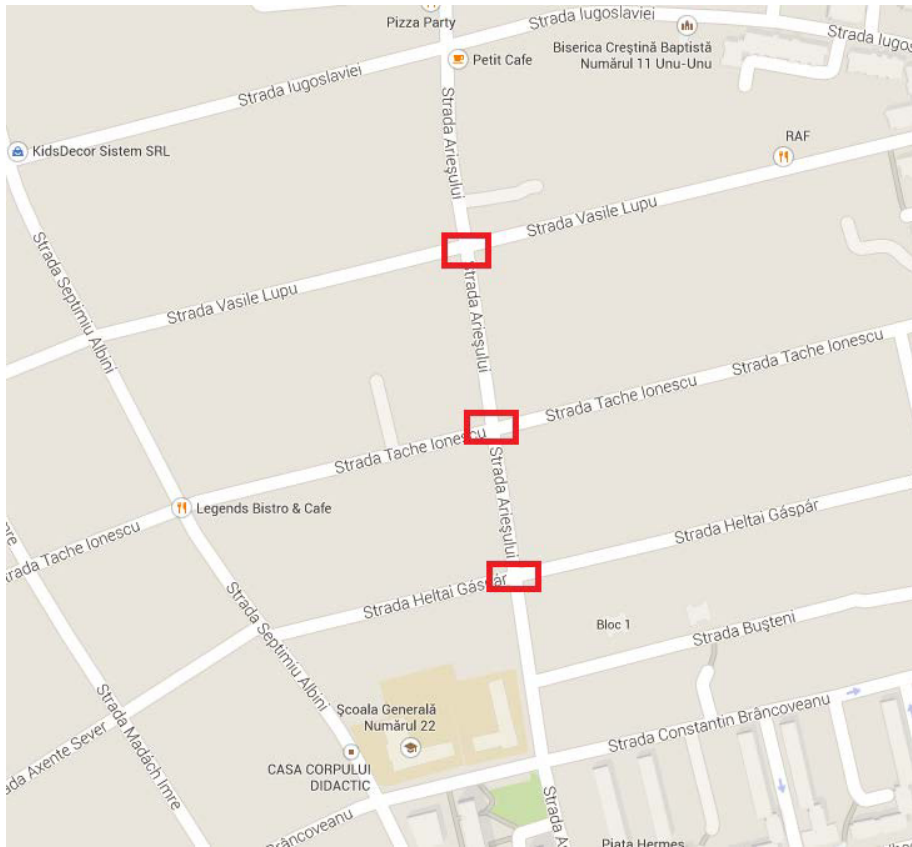 Pizza Party
Strada Iugoslaviei
Strada Iugos
Biserica Creștină Baptistă
Numărul 11 Unu-Unu
Petit Cafe
Strada Iugoslaviei
Strada Arieșului
RAF
KidsDecor Sistem SRL
Strada Vasile Lupu
Strada Septimiu Albini
Strada Vasile Lupu
Strada Arieșului
Strada Tache Ionescu
Strada Tache Ionescu
Strada Tache Ionescu
Strada Arieșului
Legends Bistro & Cafe
trada Tache Ionescu
mre
Strada Heltai Gáspár
Strada Heltai Gáspár
Strada Septimiu Albini
Bloc 1
Strada Bușteni
Strada Madách Imre
Școala Generală
Numărul 22
Strada Constantin Brâncoveanu
ada Axente Sever
CASA CORPULUI
DIDACTIC
Brâncoveanu
Strada A
Piața Hermes